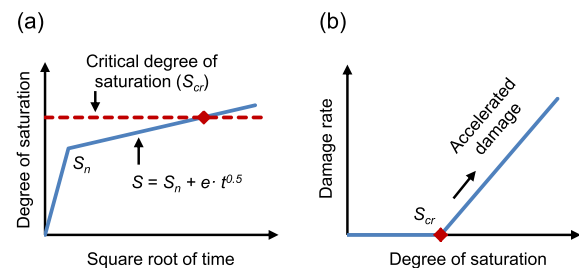 (a)
Critical degree of
saturation (Scr)
Degree of saturation
Sn
S = Sn + e· t0.5
Square root of time
(b)
Damage rate
Accelerated
damage
Scr
Degree of saturation